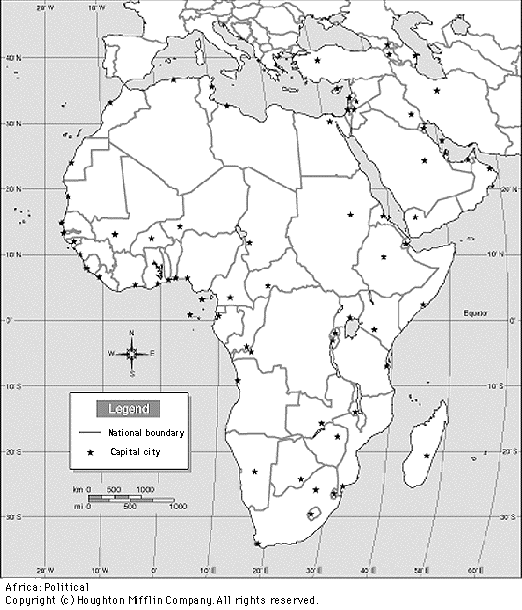 40°N
40°N
30°N
30°N
20°N
20°N
10°N
10°N
0°
Equator
N
W E
S
10°S
10°S
Legend
National boundary
Capital city
20°S
20°S
km 0 500 1000
mi 0 500 1000
30°S
30°S
20°W 10°W 0° 10°E 20°E 30°E 40°E 50°E 60°E
Africa: Political
Copyright (c) Houghton Mifflin Company. All rights reserved.